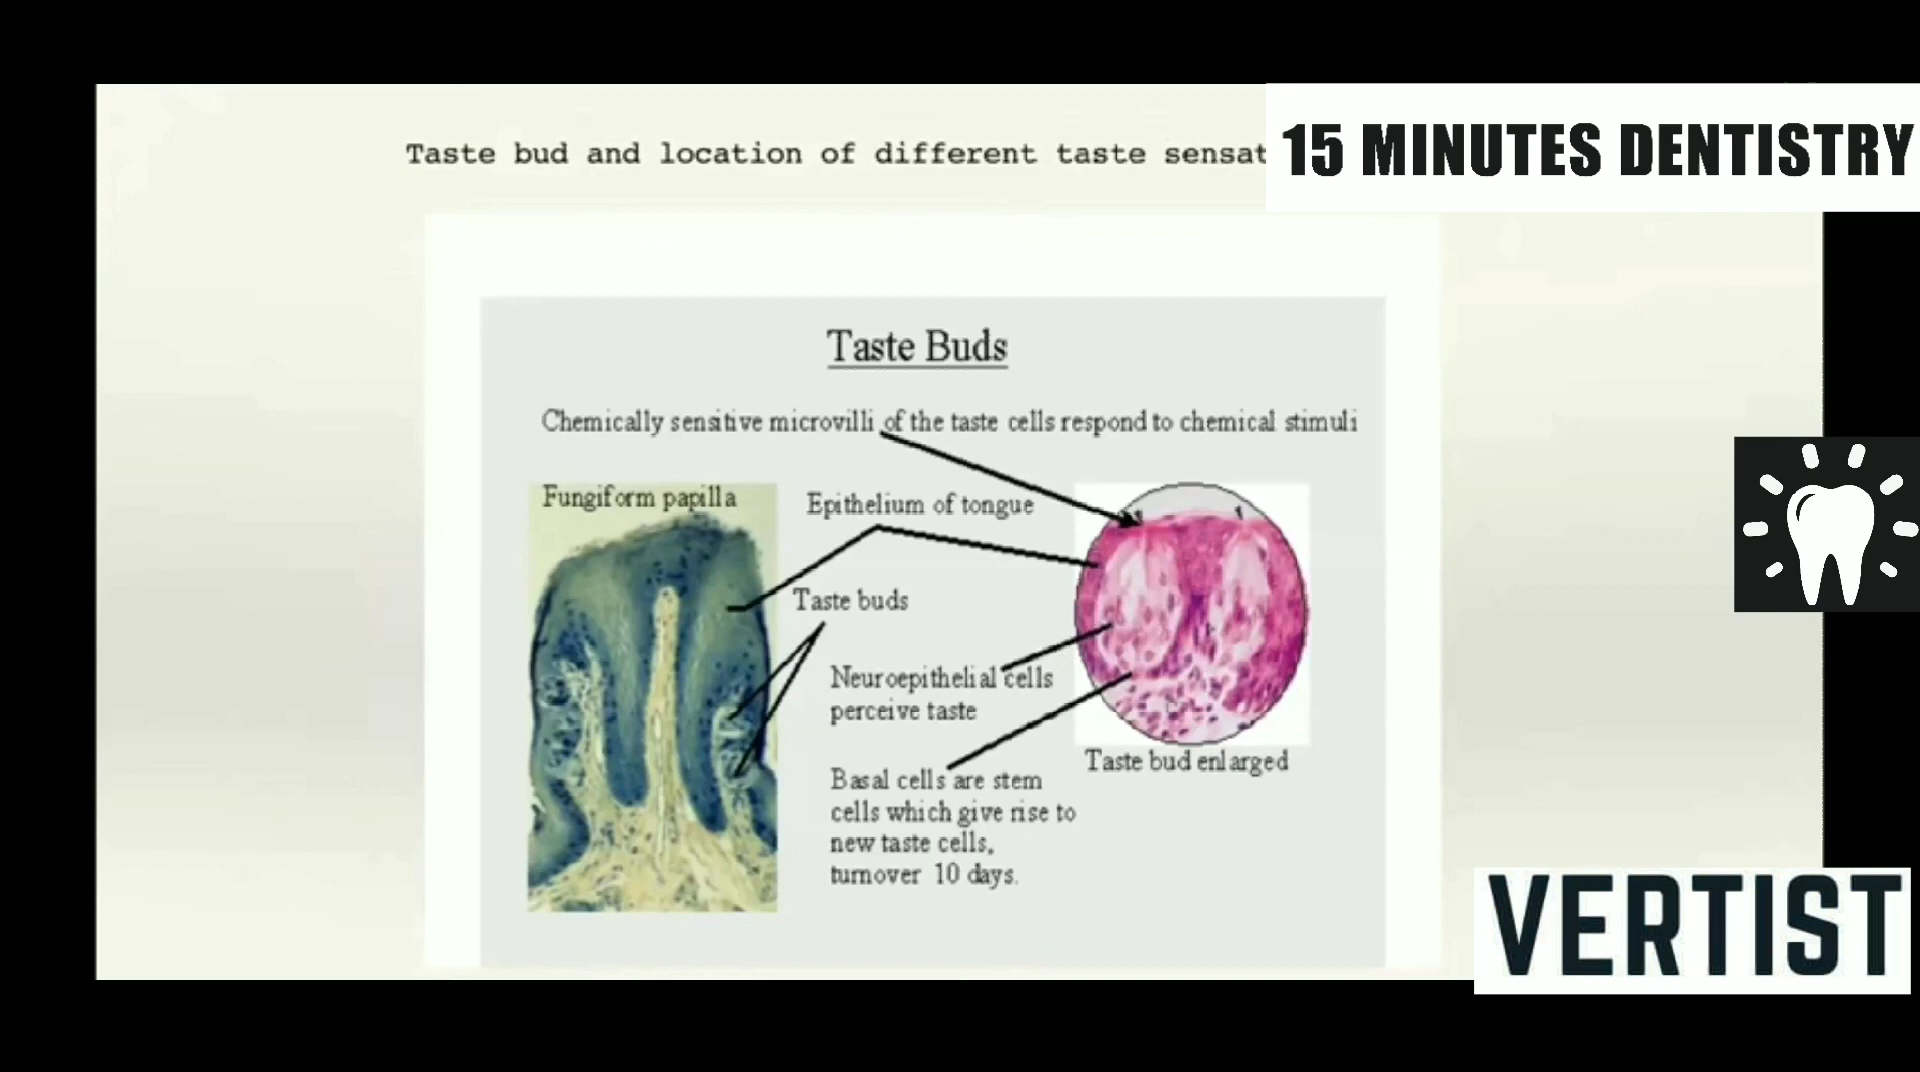 Taste bud and location of different taste sensat
15 MINUTES DENTISTRY
Taste Buds
Chemically sensitive microvilli of the taste cells respond to chemical stimuli
Fungiform papilla
Epithelium of tongue
Taste buds
Neuroepithelial cells
perceive taste
Taste bud enlarged
Basal cells are stem
cells which give rise to
new taste cells,
turnover 10 days.
VERTIST